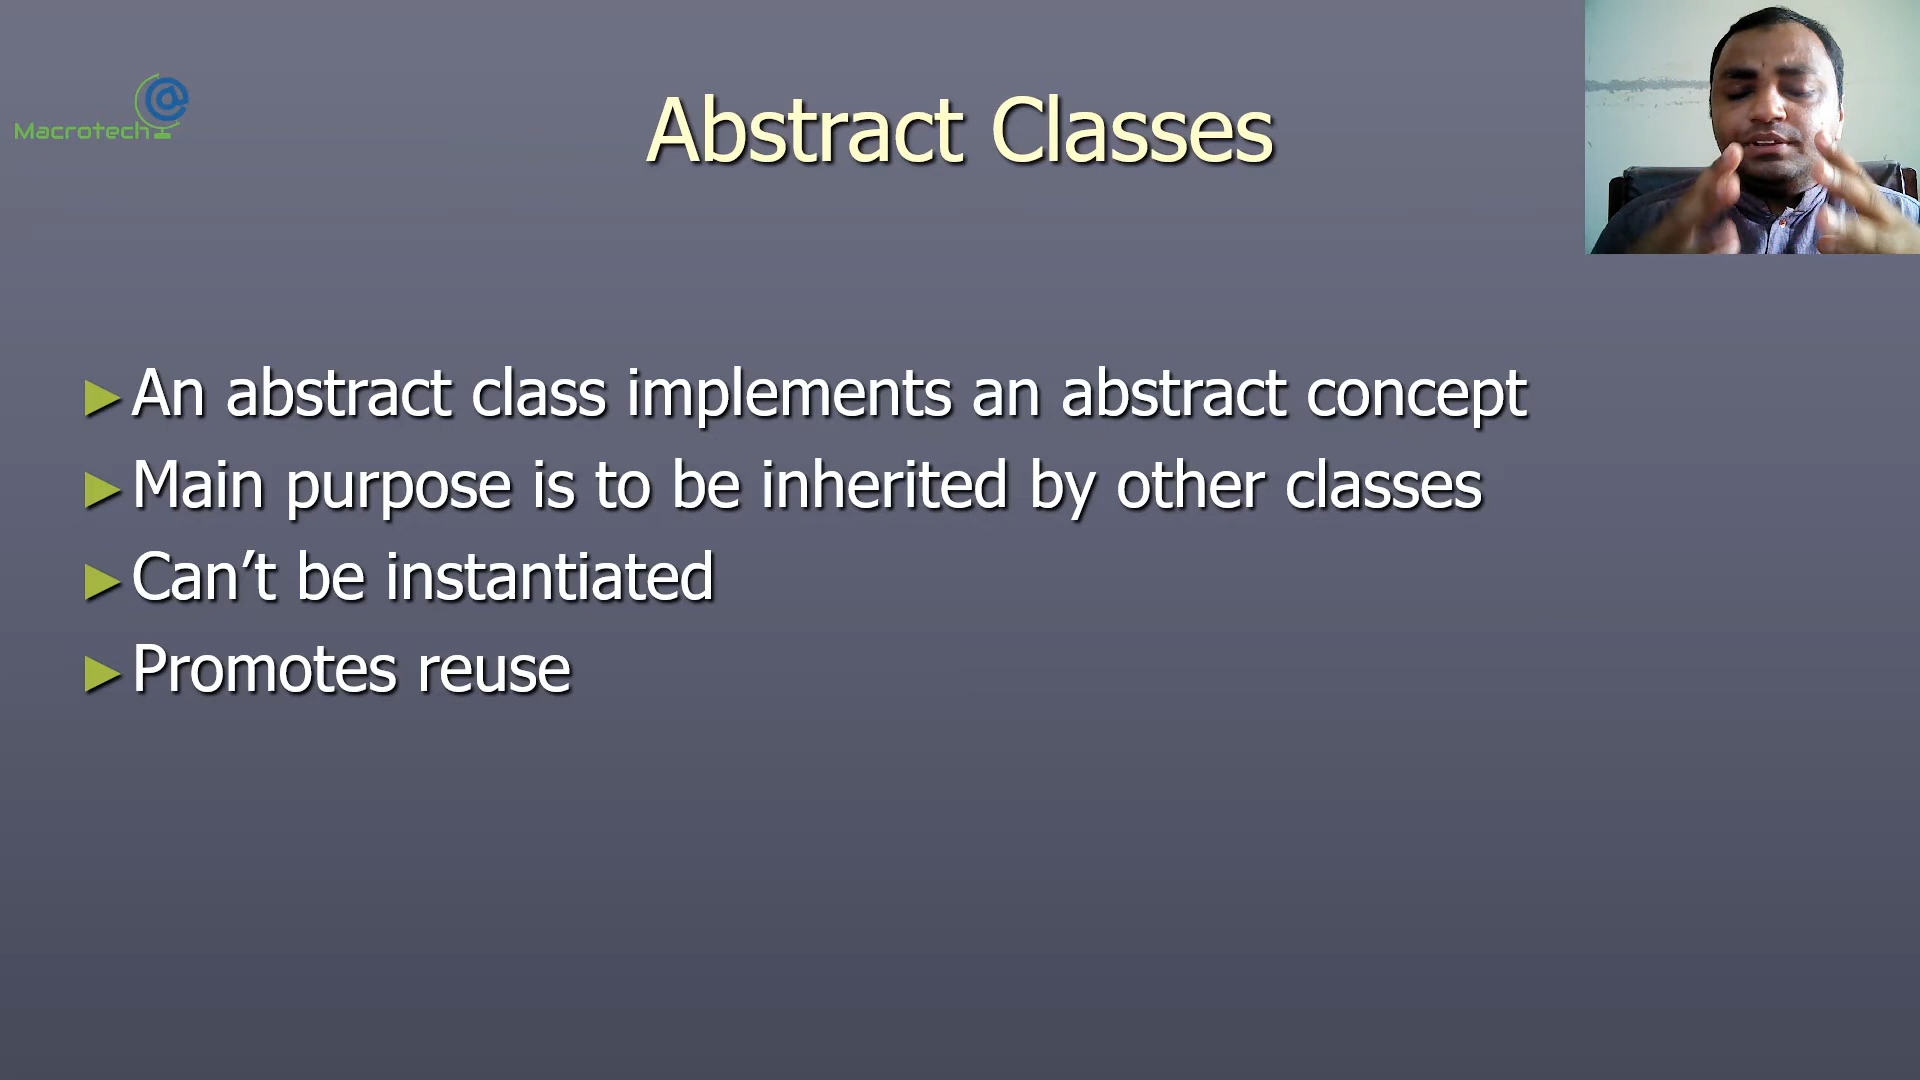 Macrotech
Abstract Classes
An abstract class implements an abstract concept
Main purpose is to be inherited by other classes
Can’t be instantiated
Promotes reuse